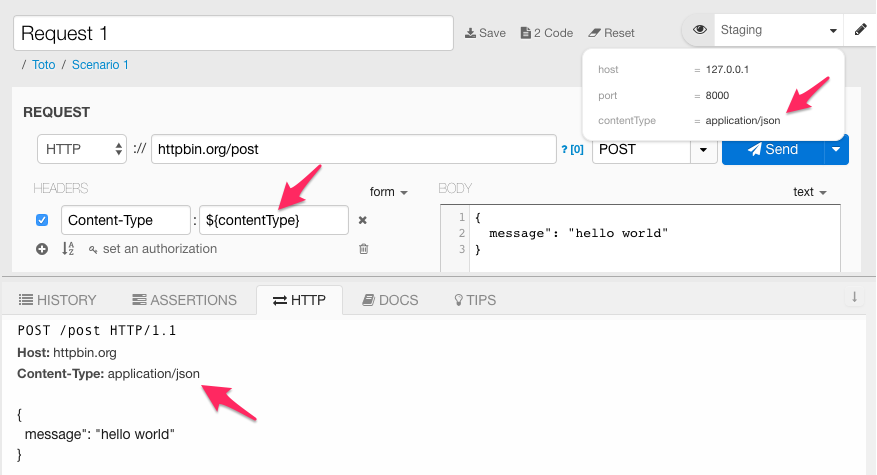 Request 1
Save 2 Code Reset
Staging
/ Toto / Scenario 1
host = 127.0.0.1
port = 8000
contentType = application/json
REQUEST
HTTP :// httpbin.org/post ? [0] POST Send
HEADERS form
BODY text
Content-Type : ${contentType}
set an authorization
1 {
2 message": "hello world"
3 }
HISTORY ASSERTIONS HTTP DOCS TIPS
POST /post HTTP/1.1
Host: httpbin.org
Content-Type: application/json
{
message": "hello world"
}